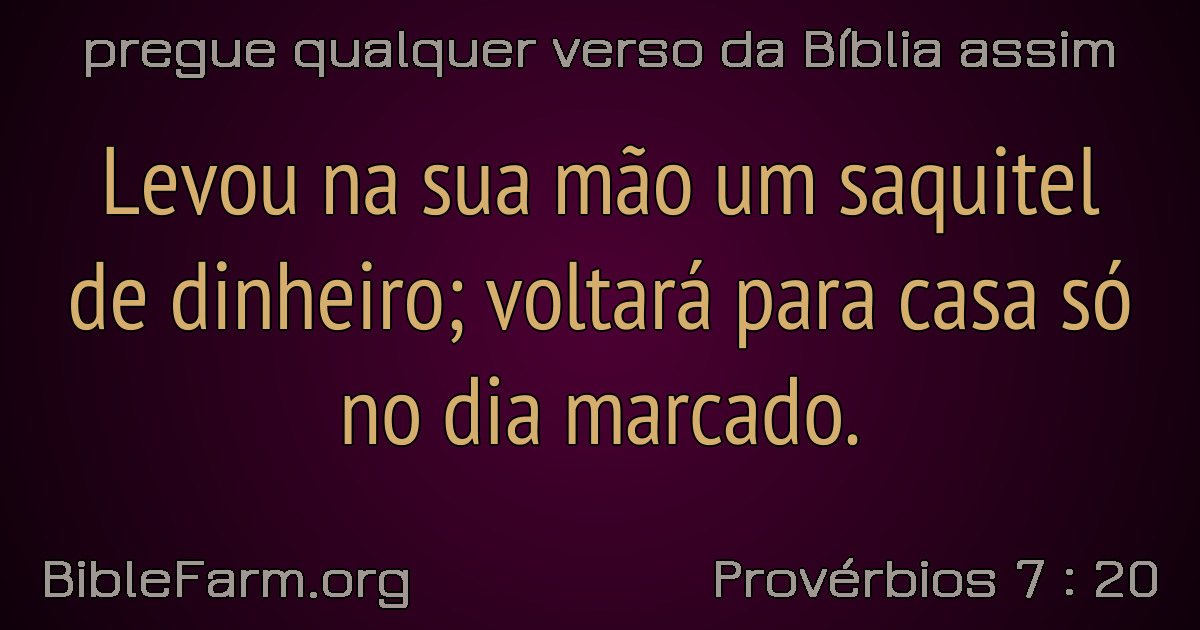 pregue qualquer verso da Bíblia assim
Levou na sua mão um saquitel
de dinheiro; voltará para casa só
no dia marcado.
BibleFarm.org
Provérbios 7 : 20